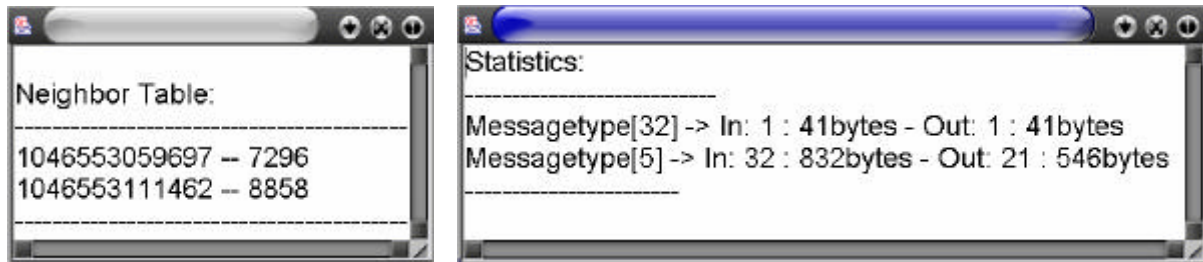 Neighbor Table:
----------------------------------------
1046553059697 -- 7296
1046553111462 -- 8858
----------------------------------------
Statistics:
--------------------------
Messagetype[32] -> In: 1 : 41bytes - Out: 1 : 41bytes
Messagetype[5] -> In: 32 : 832bytes - Out: 21 : 546bytes
----------------------